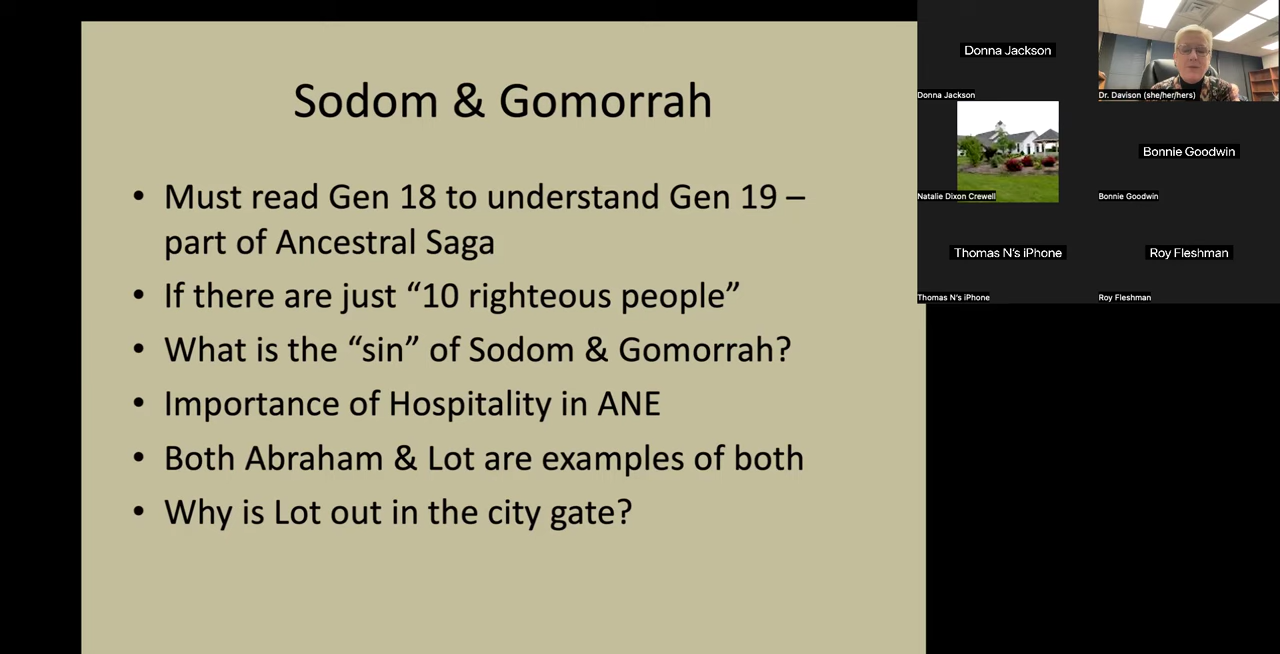 Sodom & Gomorrah
• Must read Gen 18 to understand Gen 19 –
part of Ancestral Saga
• If there are just “10 righteous people”
• What is the “sin” of Sodom & Gomorrah?
• Importance of Hospitality in ANE
• Both Abraham & Lot are examples of both
• Why is Lot out in the city gate?
Donna Jackson
Donna Jackson
Dr. Davison (she/her/hers)
Natalie Dixon Crewell
Bonnie Goodwin
Bonnie Goodwin
Thomas N's iPhone
Thomas N's iPhone
Roy Fleshman
Roy Fleshman